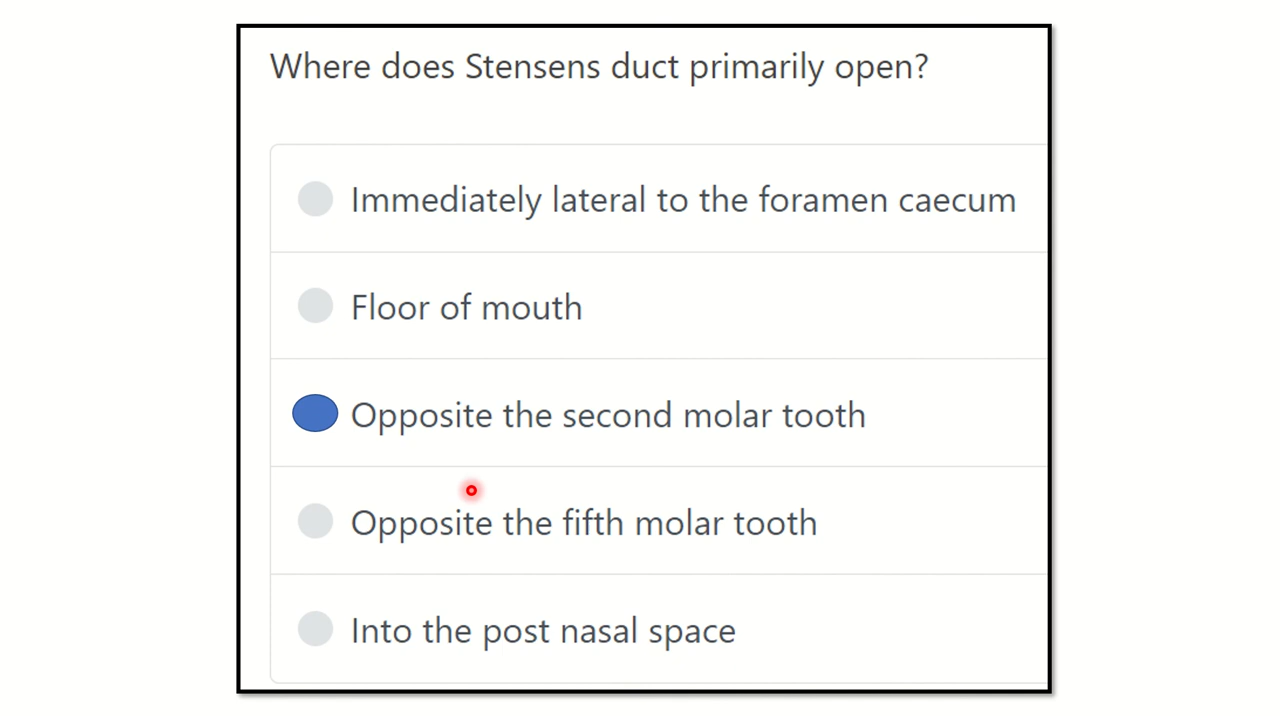 Where does Stensens duct primarily open?
Immediately lateral to the foramen caecum
Floor of mouth
Opposite the second molar tooth
Opposite the fifth molar tooth
Into the post nasal space